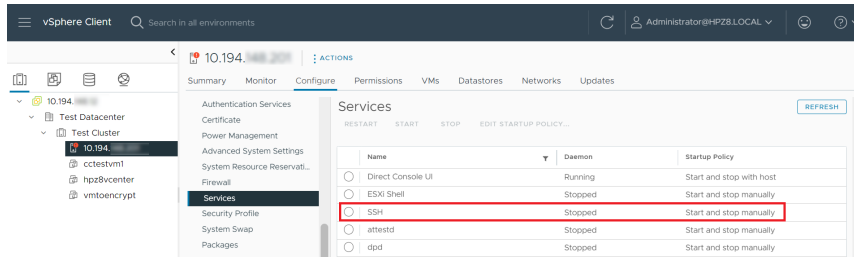 vSphere Client Search in all environments Administrator@HPZ8.LOCAL
10.194. ACTIONS
Summary Monitor Configure Permissions VMs Datastores Networks Updates
10.194.
Test Datacenter
Test Cluster
10.194.
cctestvm1
hpz8vcenter
vmtoencrypt
Authentication Services
Certificate
Power Management
Advanced System Settings
System Resource Reservati...
Firewall
Services
Security Profile
System Swap
Packages
Services REFRESH
RESTART START STOP EDIT STARTUP POLICY...
Name Daemon Startup Policy
Direct Console UI Running Start and stop with host
ESXi Shell Stopped Start and stop manually
SSH Stopped Start and stop manually
attestd Stopped Start and stop manually
dpd Stopped Start and stop manually